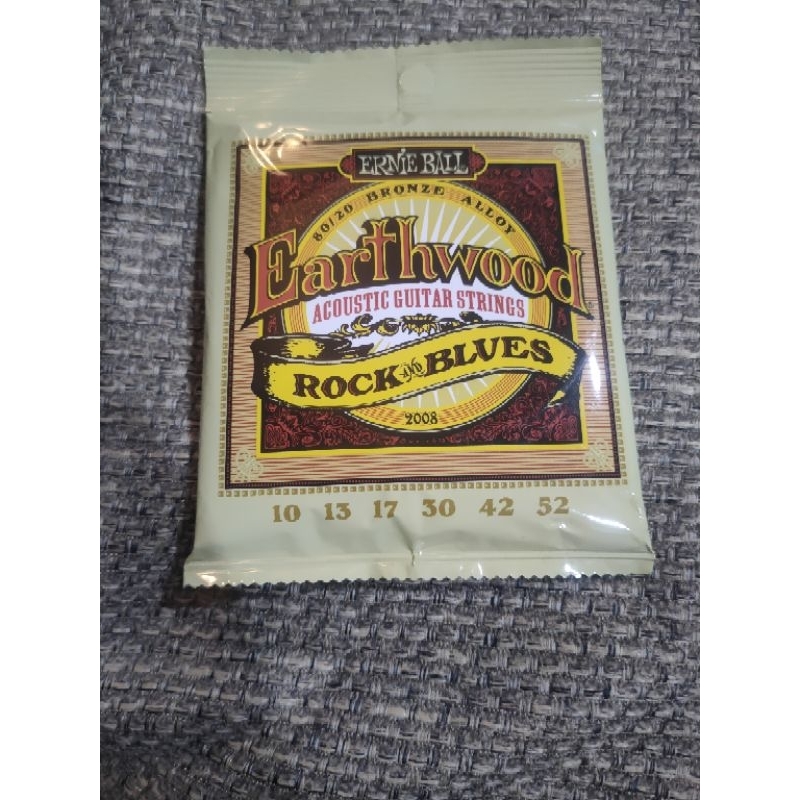 ERNIE BALL
80/20 BRONZE ALLOY
Earthwood
ACOUSTIC GUITAR STRINGS
ROCK AND BLUES
2008
10 13 17 30 42 52